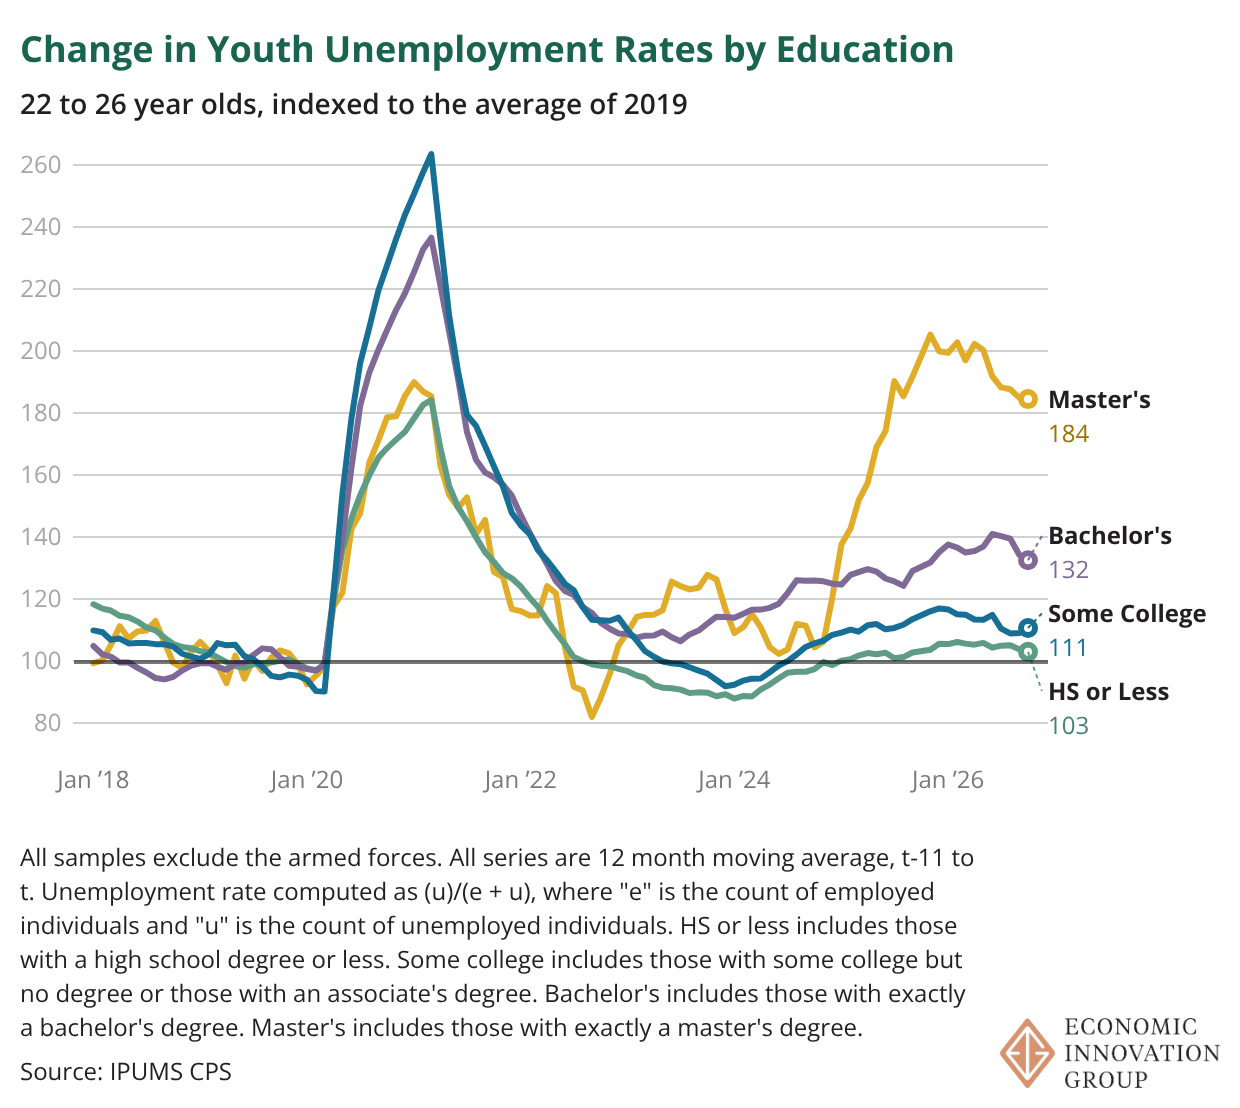 Change in Youth Unemployment Rates by Education
22 to 26 year olds, indexed to the average of 2019
260
240
220
200
180
160
140
120
100
80
Master's
184
Bachelor's
132
Some College
111
HS or Less
103
Jan ’18
Jan ’20
Jan ’22
Jan ’24
Jan ’26
All samples exclude the armed forces. All series are 12 month moving average, t-11 to
t. Unemployment rate computed as (u)/(e + u), where "e" is the count of employed
individuals and "u" is the count of unemployed individuals. HS or less includes those
with a high school degree or less. Some college includes those with some college but
no degree or those with an associate's degree. Bachelor's includes those with exactly
a bachelor's degree. Master's includes those with exactly a master's degree.
Source: IPUMS CPS
ECONOMIC
INNOVATION
GROUP